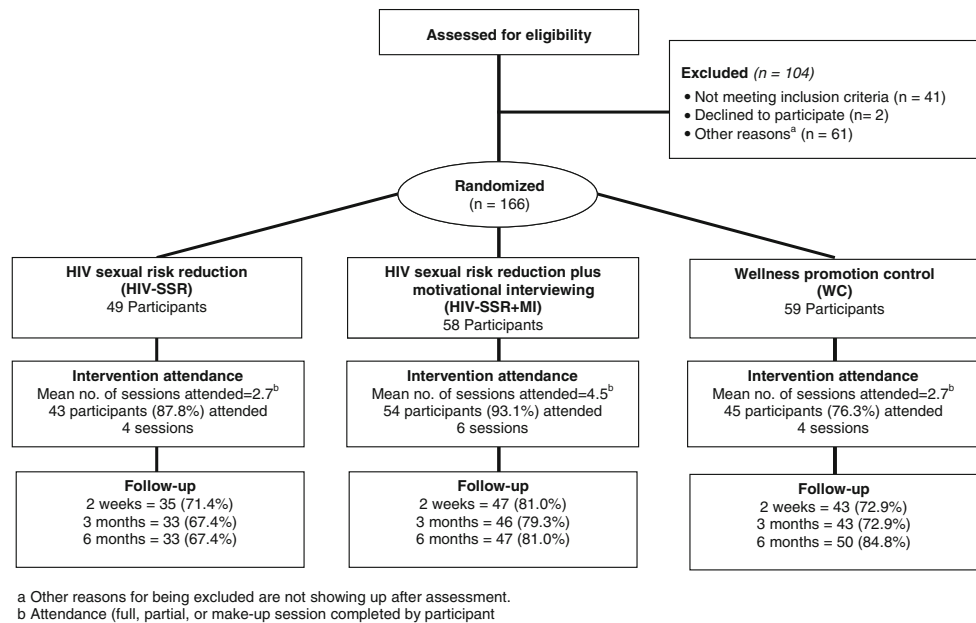 Assessed for eligibility
Excluded (n = 104)
• Not meeting inclusion criteria (n = 41)
• Declined to participate (n= 2)
• Other reasonsa (n = 61)
Randomized
(n = 166)
HIV sexual risk reduction
(HIV-SSR)
49 Participants
HIV sexual risk reduction plus
motivational interviewing
(HIV-SSR+MI)
58 Participants
Wellness promotion control
(WC)
59 Participants
Intervention attendance
Mean no. of sessions attended=2.7b
43 participants (87.8%) attended
4 sessions
Intervention attendance
Mean no. of sessions attended=4.5b
54 participants (93.1%) attended
6 sessions
Intervention attendance
Mean no. of sessions attended=2.7b
45 participants (76.3%) attended
4 sessions
Follow-up
2 weeks = 35 (71.4%)
3 months = 33 (67.4%)
6 months = 33 (67.4%)
Follow-up
2 weeks = 47 (81.0%)
3 months = 46 (79.3%)
6 months = 47 (81.0%)
Follow-up
2 weeks = 43 (72.9%)
3 months = 43 (72.9%)
6 months = 50 (84.8%)
a Other reasons for being excluded are not showing up after assessment.
b Attendance (full, partial, or make-up session completed by participant